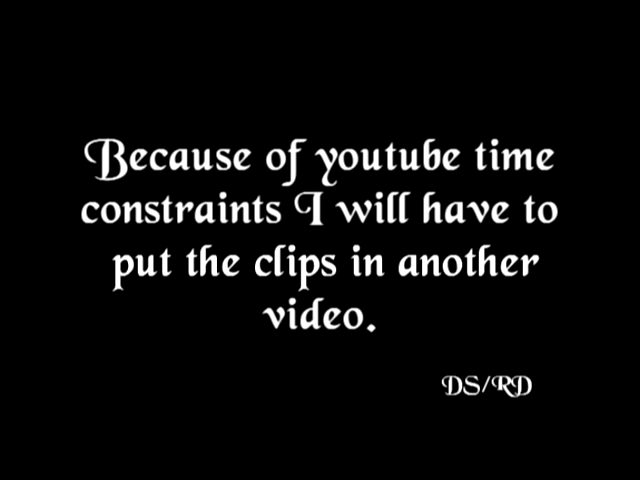 Because of youtube time
constraints I will have to
put the clips in another
video.
DS/RD